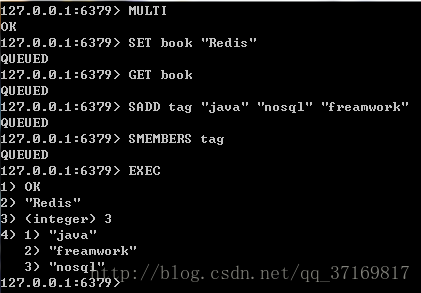 127.0.0.1:6379> MULTI
OK
127.0.0.1:6379> SET book "Redis"
QUEUED
127.0.0.1:6379> GET book
QUEUED
127.0.0.1:6379> SADD tag "java" "nosql" "freamwork"
QUEUED
127.0.0.1:6379> SMEMBERS tag
QUEUED
127.0.0.1:6379> EXEC
1) OK
2) "Redis"
3) (integer) 3
4) 1) "java"
   2) "freamwork"
   3) "nosql"
http://blog.csdn.net/qq_37169817
127.0.0.1:6379>